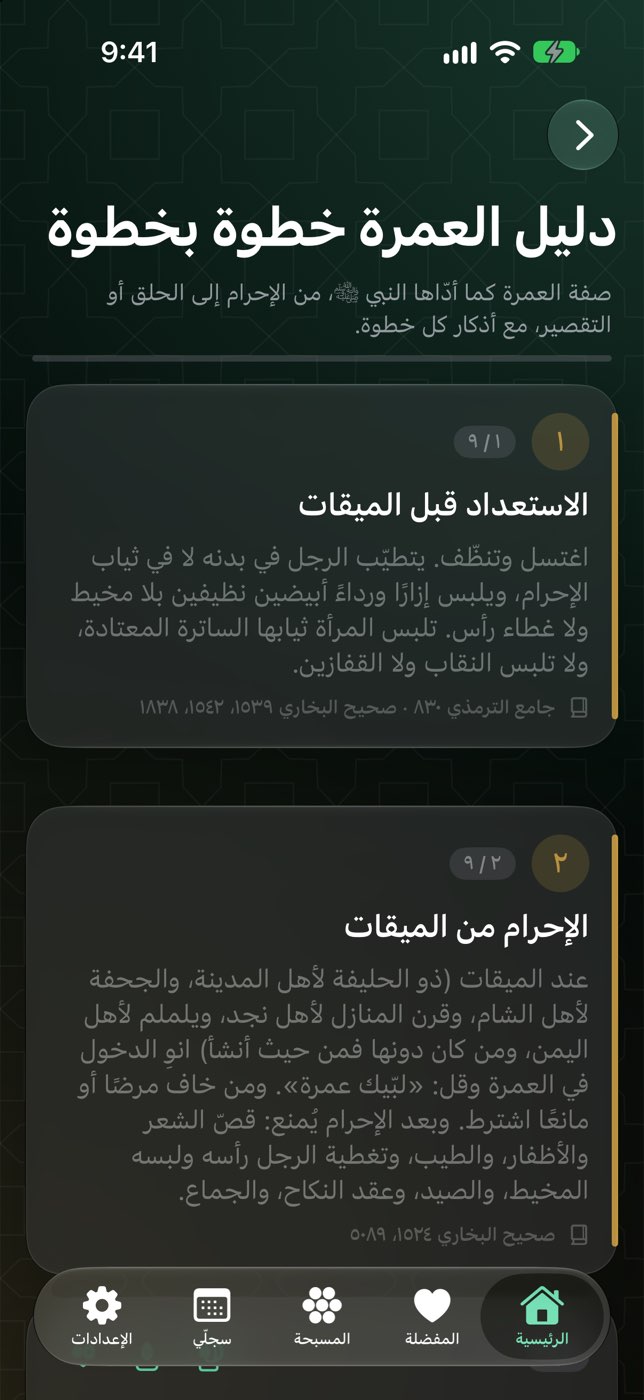 9:41
دليل العمرة خطوة بخطوة
صفة العمرة كما أدّاها النبي ﷺ، من الإحرام إلى الحلق أو
التقصير، مع أذكار كل خطوة.
١
٩ / ١
الاستعداد قبل الميقات
اغتسل وتنظّف. يتطيّب الرجل في بدنه لا في ثياب
الإحرام، ويلبس إزارًا ورداءً أبيضين نظيفين بلا مخيط
ولا غطاء رأس. تلبس المرأة ثيابها الساترة المعتادة،
ولا تلبس النقاب ولا القفازين.
جامع الترمذي ٨٣٠ · صحيح البخاري ١٥٣٩، ١٥٤٢، ١٨٣٨
٢
٩ / ٢
الإحرام من الميقات
عند الميقات (ذو الحليفة لأهل المدينة، والجحفة
لأهل الشام، وقرن المنازل لأهل نجد، ويلملم لأهل
اليمن، ومن كان دونها فمن حيث أنشأ) انوِ الدخول
في العمرة وقل: «لبّيك عمرة». ومن خاف مرضًا أو
مانعًا اشترط. وبعد الإحرام يُمنع: قصّ الشعر
والأظفار، والطيب، وتغطية الرجل رأسه ولبسه
المخيط، والصيد، وعقد النكاح، والجماع.
صحيح البخاري ١٥٢٤، ٥٠٨٩
الرئيسية
المفضلة
المسبحة
سجلّي
الإعدادات